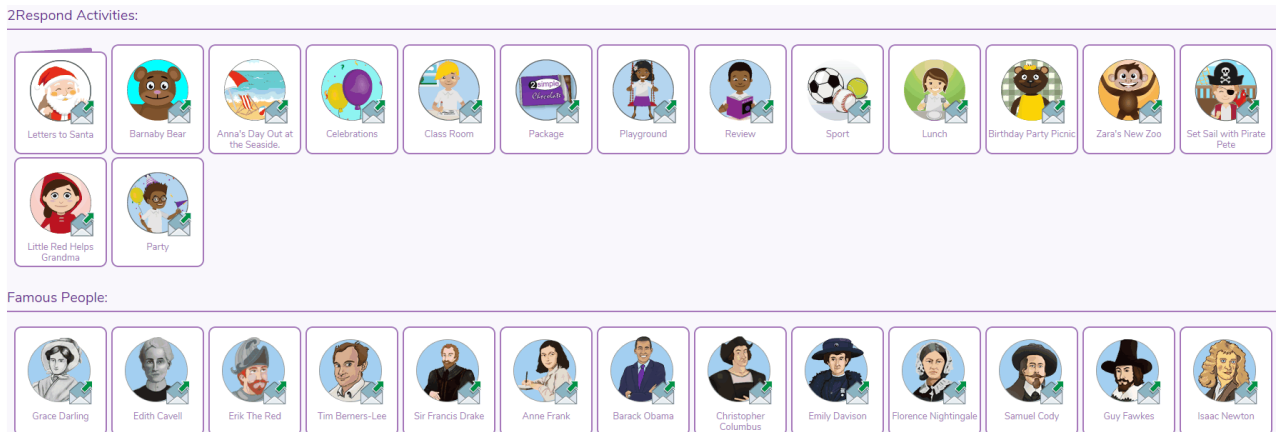 2Respond Activities:
Letters to Santa
Barnaby Bear
Anna's Day Out at
the Seaside.
Celebrations
Class Room
2 simple
Chocolate
Package
Playground
Review
Sport
Lunch
Birthday Party Picnic
Zara's New Zoo
Set Sail with Pirate
Pete
Little Red Helps
Grandma
Party
Famous People:
Grace Darling
Edith Cavell
Erik The Red
Tim Berners-Lee
Sir Francis Drake
Anne Frank
Barack Obama
Christopher
Columbus
Emily Davison
Florence Nightingale
Samuel Cody
Guy Fawkes
Isaac Newton